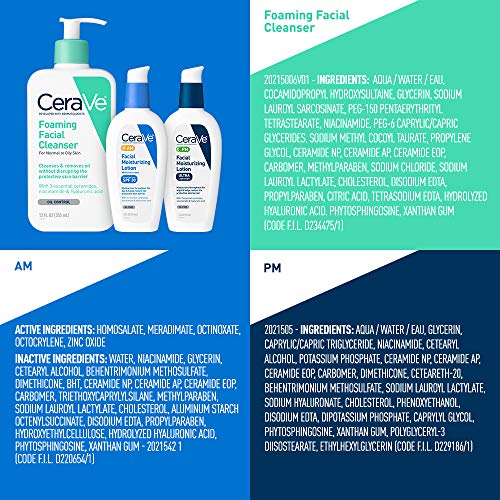 CeraVe
DEVELOPED WITH DERMATOLOGISTS
Foaming
Facial
Cleanser
For Normal to Oily Skin
Cleanses & removes oil
without disrupting the
protective skin barrier
With 3 essential ceramides,
niacinamide & hyaluronic acid
OIL CONTROL
12 FL OZ (355 mL)
CeraVe
AM
Facial
Moisturizing
Lotion
SPF 30
CeraVe
PM
Facial
Moisturizing
Lotion
ULTRA
Foaming Facial
Cleanser
20215006V01 - INGREDIENTS: AQUA / WATER / EAU,
COCAMIDOPROPYL HYDROXYSULTAINE, GLYCERIN, SODIUM
LAUROYL SARCOSINATE, PEG-150 PENTAERYTHRITYL
TETRASTEARATE, NIACINAMIDE, PEG-6 CAPRYLIC/CAPRIC
GLYCERIDES, SODIUM METHYL COCOYL TAURATE, PROPYLENE
GLYCOL, CERAMIDE NP, CERAMIDE AP, CERAMIDE EOP,
CARBOMER, METHYLPARABEN, SODIUM CHLORIDE, SODIUM
LAUROYL LACTYLATE, CHOLESTEROL, DISODIUM EDTA,
PROPYLPARABEN, CITRIC ACID, TETRASODIUM EDTA, HYDROLYZED
HYALURONIC ACID, PHYTOSPHINGOSINE, XANTHAN GUM
(CODE F.I.L. D234475/1)
AM
ACTIVE INGREDIENTS: HOMOSALATE, MERADIMATE, OCTINOXATE,
OCTOCRYLENE, ZINC OXIDE
INACTIVE INGREDIENTS: WATER, NIACINAMIDE, GLYCERIN,
CETEARYL ALCOHOL, BEHENTRIMONIUM METHOSULFATE,
DIMETHICONE, BHT, CERAMIDE NP, CERAMIDE AP, CERAMIDE EOP,
CARBOMER, TRIETHOXYCAPRYLYLSILANE, METHYLPARABEN,
SODIUM LAUROYL LACTYLATE, CHOLESTEROL, ALUMINUM STARCH
OCTENYLSUCCINATE, DISODIUM EDTA, PROPYLPARABEN,
HYDROXYETHYLCELLULOSE, HYDROLYZED HYALURONIC ACID,
PHYTOSPHINGOSINE, XANTHAN GUM - 2021542 1
(CODE F.I.L. D220654/1)
PM
2021505 - INGREDIENTS: AQUA / WATER / EAU, GLYCERIN,
CAPRYLIC/CAPRIC TRIGLYCERIDE, NIACINAMIDE, CETEARYL
ALCOHOL, POTASSIUM PHOSPHATE, CERAMIDE NP, CERAMIDE AP,
CERAMIDE EOP, CARBOMER, DIMETHICONE, CETEARETH-20,
BEHENTRIMONIUM METHOSULFATE, SODIUM LAUROYL LACTYLATE,
SODIUM HYALURONATE, CHOLESTEROL, PHENOXYETHANOL,
DISODIUM EDTA, DIPOTASSIUM PHOSPHATE, CAPRYLYL GLYCOL,
PHYTOSPHINGOSINE, XANTHAN GUM, POLYGLYCERYL-3
DIISOSTEARATE, ETHYLHEXYLGLYCERIN (CODE F.I.L. D229186/1)